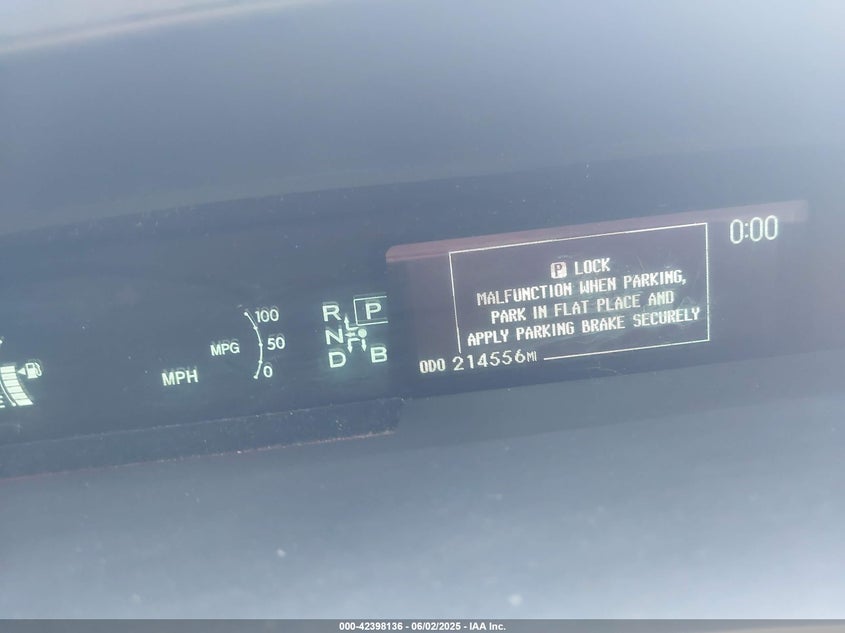 0:00
P LOCK
MALFUNCTION WHEN PARKING,
PARK IN FLAT PLACE AND
APPLY PARKING BRAKE SECURELY
ODO 214556MI
R P
N
D B
100
MPG 50
0
MPH
000-42398136 - 06/02/2025 - IAA Inc.